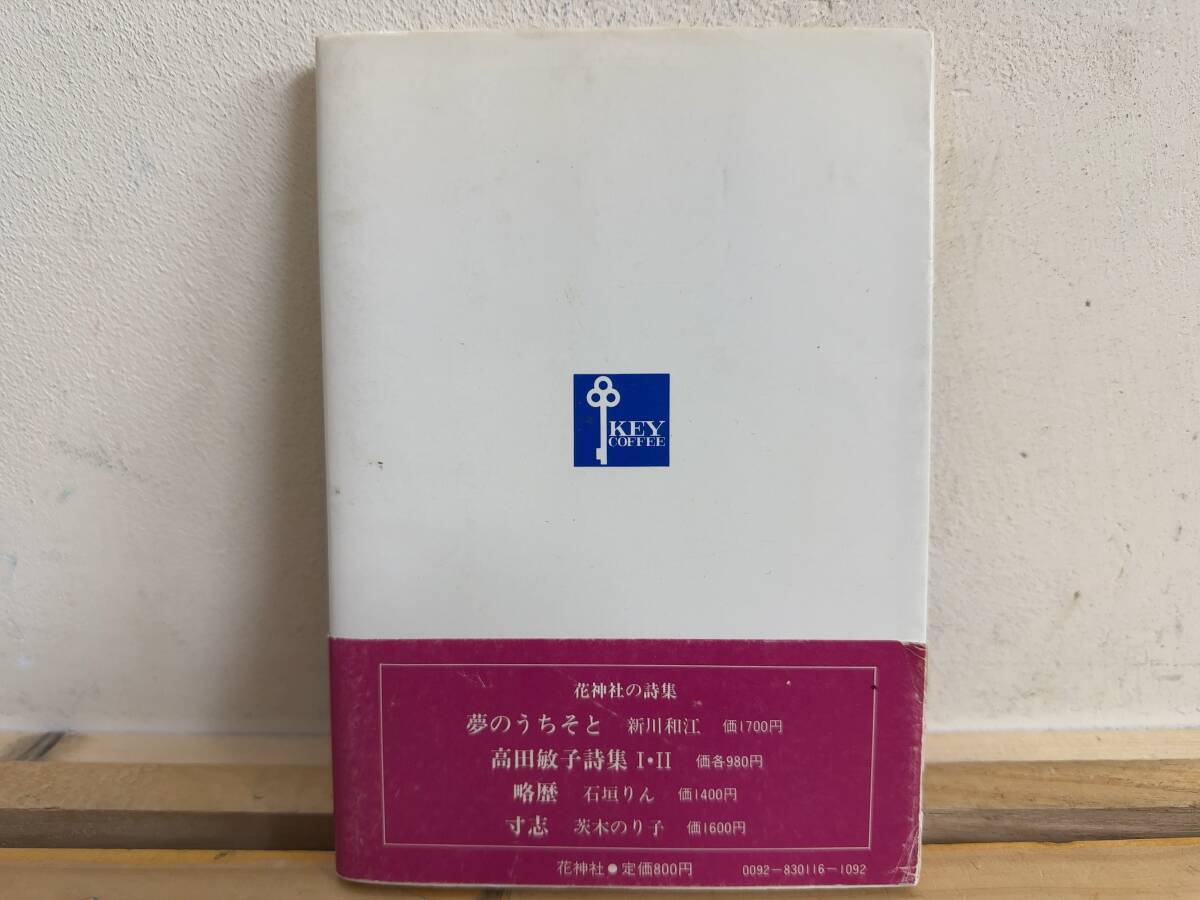 KEY
COFFEE
花神社の詩集
夢のうちそと 新川和江 価1700円
高田敏子詩集 I・II 価各980円
略歴 石垣りん 価1400円
寸志 茨木のり子 価1600円
花神社●定価800円 0092-830116-1092